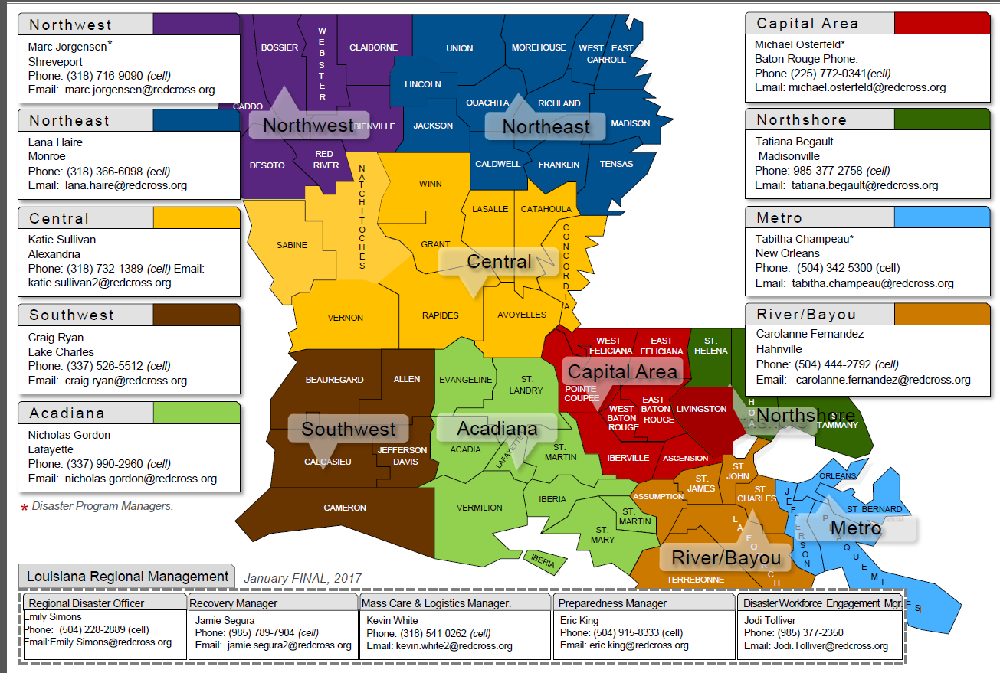 Northwest
Marc Jorgensen*
Shreveport
Phone: (318) 716-9090 (cell)
Email: marc.jorgensen@redcross.org
Northeast
Lana Haire
Monroe
Phone: (318) 366-6098 (cell)
Email: lana.haire@redcross.org
Central
Katie Sullivan
Alexandria
Phone: (318) 732-1389 (cell) Email:
katie.sullivan2@redcross.org
Southwest
Craig Ryan
Lake Charles
Phone: (337) 526-5512 (cell)
Email: craig.ryan@redcross.org
Acadiana
Nicholas Gordon
Lafayette
Phone: (337) 990-2960 (cell)
Email: nicholas.gordon@redcross.org
* Disaster Program Managers.
BOSSIER
WEBSTER
CLAIBORNE
CADDO
BIENVILLE
Northwest
DESOTO
RED
RIVER
UNION
MOREHOUSE
WEST
CARROLL
EAST
LINCOLN
OUACHITA
RICHLAND
JACKSON
Northeast
MADISON
CALDWELL
FRANKLIN
TENSAS
NATCHITOCHES
WINN
LASALLE
CATAHOULA
SABINE
GRANT
CONCORDIA
Central
VERNON
RAPIDES
AVOYELLES
BEAUREGARD
ALLEN
Southwest
CALCASIEU
JEFFERSON
DAVIS
CAMERON
EVANGELINE
ST.
LANDRY
Acadiana
ACADIA
LAFAYETTE
ST.
MARTIN
VERMILION
IBERIA
ST.
MARTIN
ST.
MARY
IBERIA
WEST
FELICIANA
EAST
FELICIANA
Capital Area
POINTE
COUPEE
WEST
BATON
ROUGE
EAST
BATON
ROUGE
LIVINGSTON
IBERVILLE
ASCENSION
ST.
HELENA
HOA
Northshore
ST.
TAMMANY
ASSUMPTION
ST.
JAMES
ST.
JOHN
ST
CHARLES
LA
FO
CH
River/Bayou
TERREBONNE
JEFFERSON
ORLEANS
ST BERNARD
Metro
P
AQUEMI
ES
Capital Area
Michael Osterfeld*
Baton Rouge Phone:
Phone (225) 772-0341(cell)
Email: michael.osterfeld@redcross.org
Northshore
Tatiana Begault
Madisonville
Phone: 985-377-2758 (cell)
Email: tatiana.begault@redcross.org
Metro
Tabitha Champeau*
New Orleans
Phone: (504) 342 5300 (cell)
Email: tabitha.champeau@redcross.org
River/Bayou
Carolanne Fernandez
Hahnville
Phone: (504) 444-2792 (cell)
Email: carolanne.fernandez@redcross.org
Louisiana Regional Management
January FINAL, 2017
Regional Disaster Officer
Emily Simons
Phone: (504) 228-2889 (cell)
Email:Emily.Simons@redcross.org
Recovery Manager
Jamie Segura
Phone: (985) 789-7904 (cell)
Email: jamie.segura2@redcross.org
Mass Care & Logistics Manager.
Kevin White
Phone: (318) 541 0262 (cell)
Email: kevin.white2@redcross.org
Preparedness Manager
Eric King
Phone: (504) 915-8333 (cell)
Email: eric.king@redcross.org
Disaster Workforce Engagement Mgr.
Jodi Tolliver
Phone: (985) 377-2350
Email: Jodi.Tolliver@redcross.org